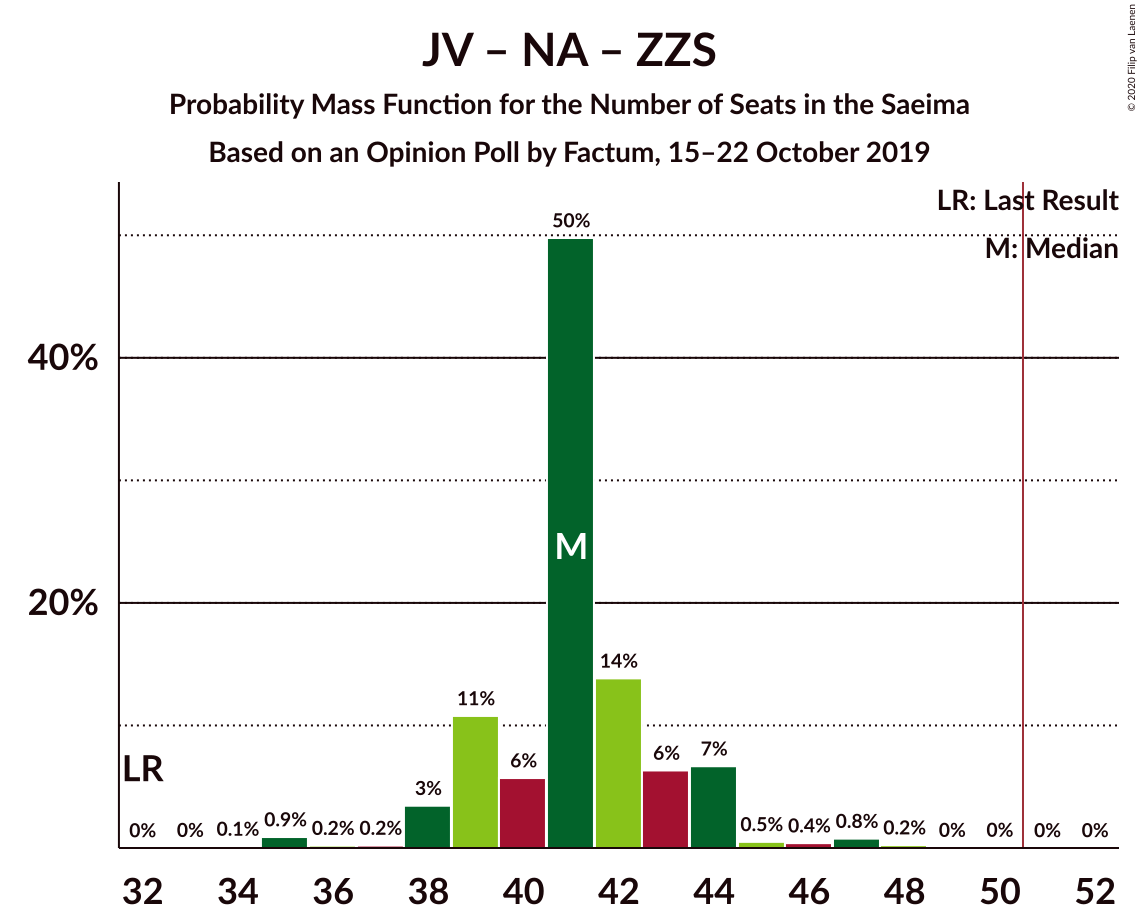 JV – NA – ZZS
Probability Mass Function for the Number of Seats in the Saeima
Based on an Opinion Poll by Factum, 15–22 October 2019
© 2020 Filip van Laenen
LR: Last Result
M: Median
40%
20%
LR
M
0% 0% 0.1% 0.9% 0.2% 0.2% 3% 11% 6% 50% 14% 6% 7% 0.5% 0.4% 0.8% 0.2% 0% 0% 0% 0%
32 34 36 38 40 42 44 46 48 50 52